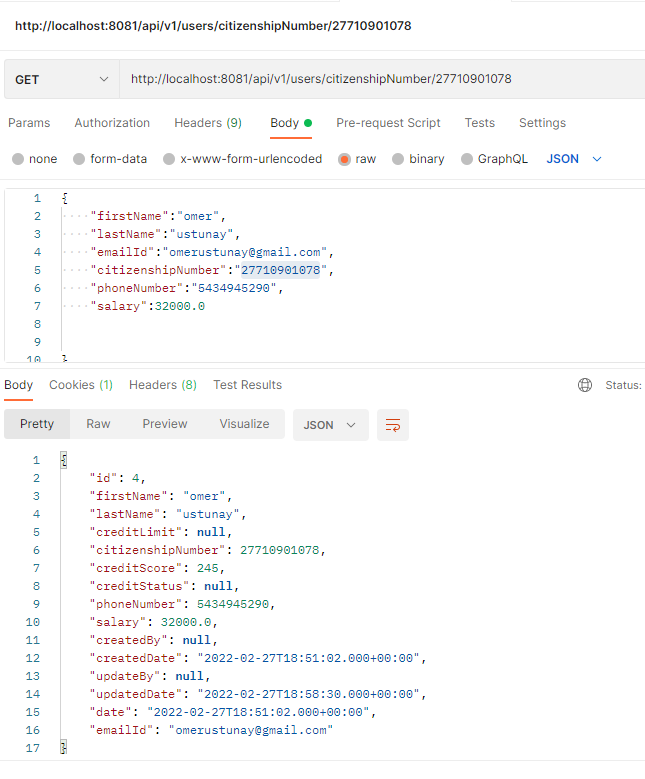 http://localhost:8081/api/v1/users/citizenshipNumber/27710901078
GET http://localhost:8081/api/v1/users/citizenshipNumber/27710901078
Params Authorization Headers (9) Body Pre-request Script Tests Settings
none form-data x-www-form-urlencoded raw binary GraphQL JSON
1 {
2 "firstName":"omer",
3 "lastName":"ustunay",
4 "emailId":"omerustunay@gmail.com",
5 "citizenshipNumber":"27710901078",
6 "phoneNumber":"5434945290",
7 "salary":32000.0
8
9
10 }
Body Cookies (1) Headers (8) Test Results Status:
Pretty Raw Preview Visualize JSON
1 {
2 "id": 4,
3 "firstName": "omer",
4 "lastName": "ustunay",
5 "creditLimit": null,
6 "citizenshipNumber": 27710901078,
7 "creditScore": 245,
8 "creditStatus": null,
9 "phoneNumber": 5434945290,
10 "salary": 32000.0,
11 "createdBy": null,
12 "createdDate": "2022-02-27T18:51:02.000+00:00",
13 "updateBy": null,
14 "updatedDate": "2022-02-27T18:58:30.000+00:00",
15 "date": "2022-02-27T18:51:02.000+00:00",
16 "emailId": "omerustunay@gmail.com"
17 }